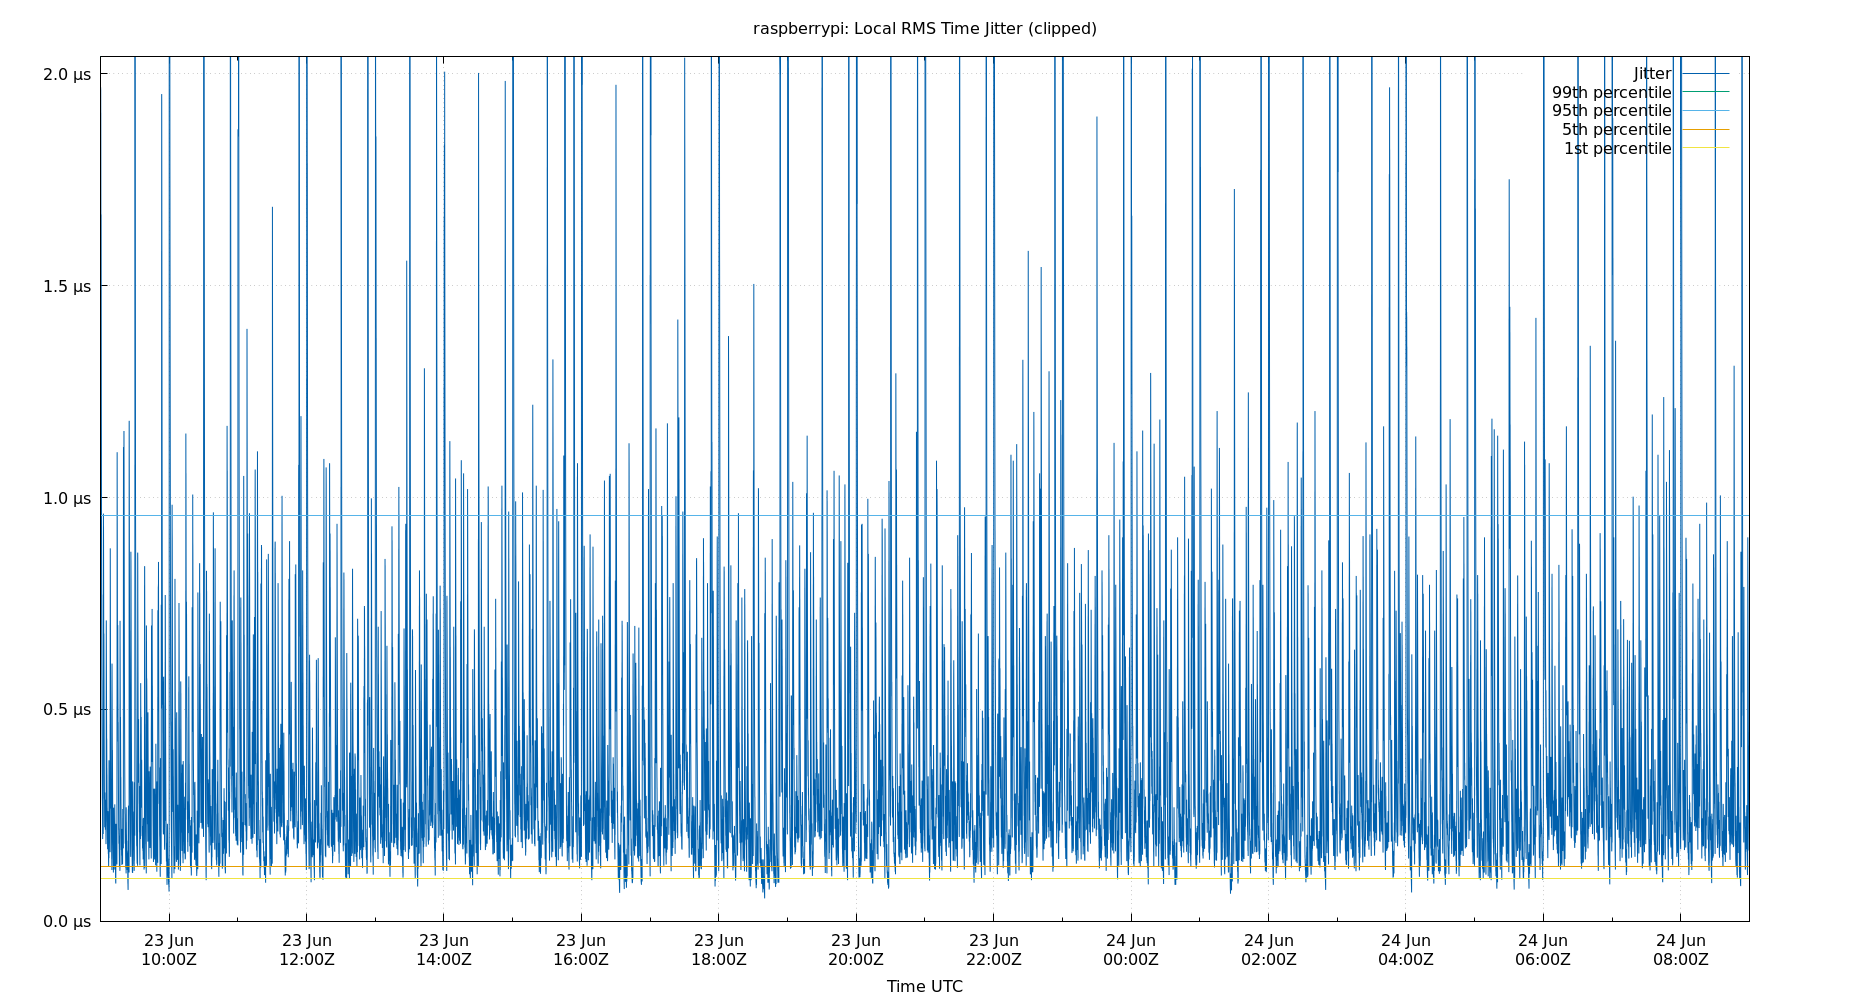 raspberrypi: Local RMS Time Jitter (clipped)
2.0 μs
1.5 μs
1.0 μs
0.5 μs
0.0 μs
Jitter
99th percentile
95th percentile
5th percentile
1st percentile
23 Jun 23 Jun 23 Jun 23 Jun 23 Jun 23 Jun 23 Jun 24 Jun 24 Jun 24 Jun 24 Jun 24 Jun
10:00Z 12:00Z 14:00Z 16:00Z 18:00Z 20:00Z 22:00Z 00:00Z 02:00Z 04:00Z 06:00Z 08:00Z
Time UTC